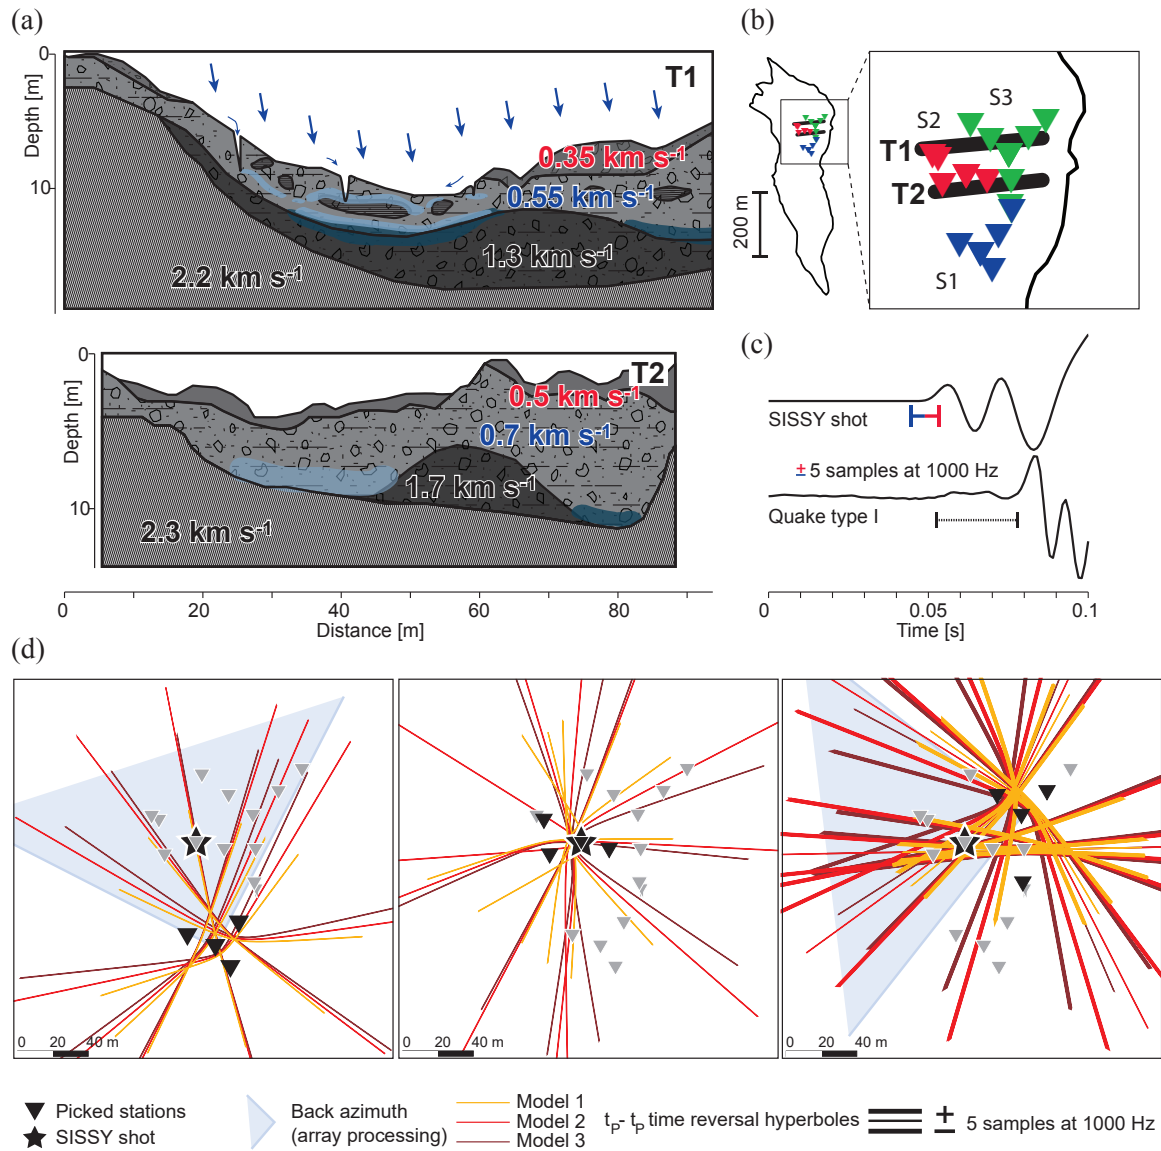 (a)
0
Depth [m]
10
T1
0.35 km s-1
0.55 km s-1
1.3 km s-1
2.2 km s-1
0
Depth [m]
10
T2
0.5 km s-1
0.7 km s-1
1.7 km s-1
2.3 km s-1
0 20 40 60 80
Distance [m]
(b)
200 m
S3
S2
T1
T2
S1
(c)
SISSY shot
± 5 samples at 1000 Hz
Quake type I
0 0.05 0.1
Time [s]
(d)
0 20 40 m
0 20 40 m
0 20 40 m
Picked stations
SISSY shot
Back azimuth
(array processing)
Model 1
Model 2
Model 3
tP- tP time reversal hyperboles
± 5 samples at 1000 Hz